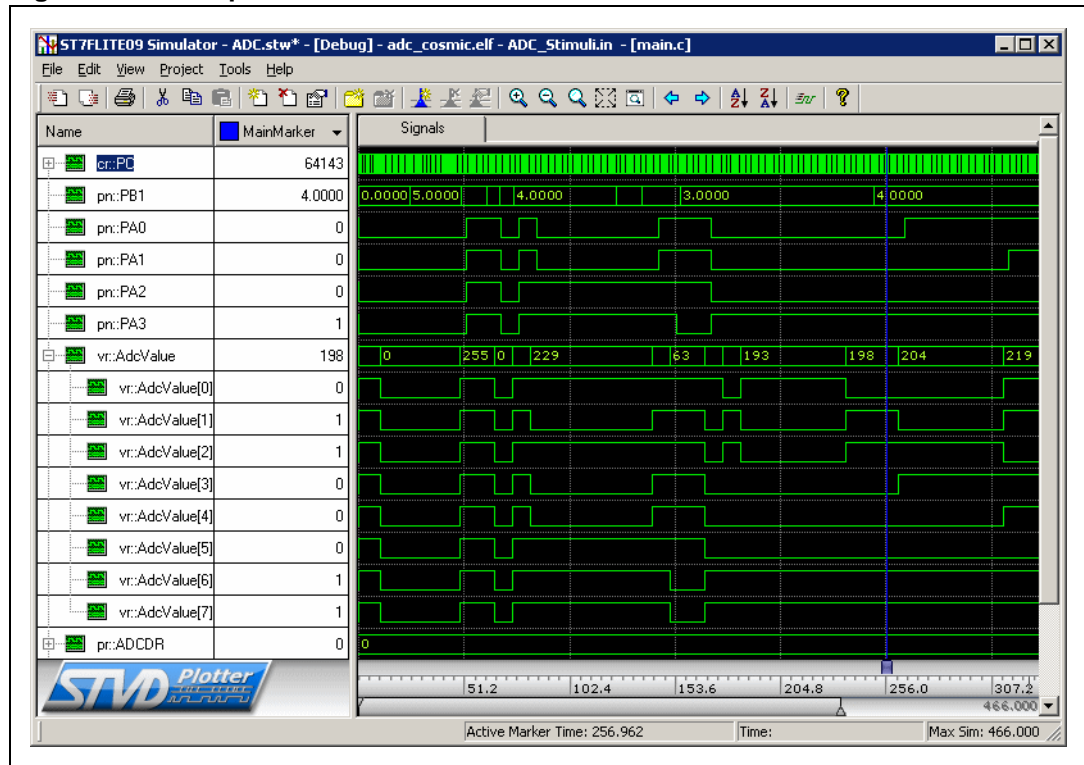 ST7FLITE09 Simulator - ADC.stw* - [Debug] - adc_cosmic.elf - ADC_Stimuli.in - [main.c]
File Edit View Project Tools Help
Name MainMarker Signals
cr::PC 64143
pn::PB1 4.0000 0.0000 5.0000 4.0000 3.0000 4.0000
pn::PA0 0
pn::PA1 0
pn::PA2 0
pn::PA3 1
vr::AdcValue 198 0 255 0 229 63 193 198 204 219
vr::AdcValue[0] 0
vr::AdcValue[1] 1
vr::AdcValue[2] 1
vr::AdcValue[3] 0
vr::AdcValue[4] 0
vr::AdcValue[5] 0
vr::AdcValue[6] 1
vr::AdcValue[7] 1
pr::ADCDR 0 0
STVD Plotter
51.2 102.4 153.6 204.8 256.0 307.2
466.000
Active Marker Time: 256.962 Time: Max Sim: 466.000